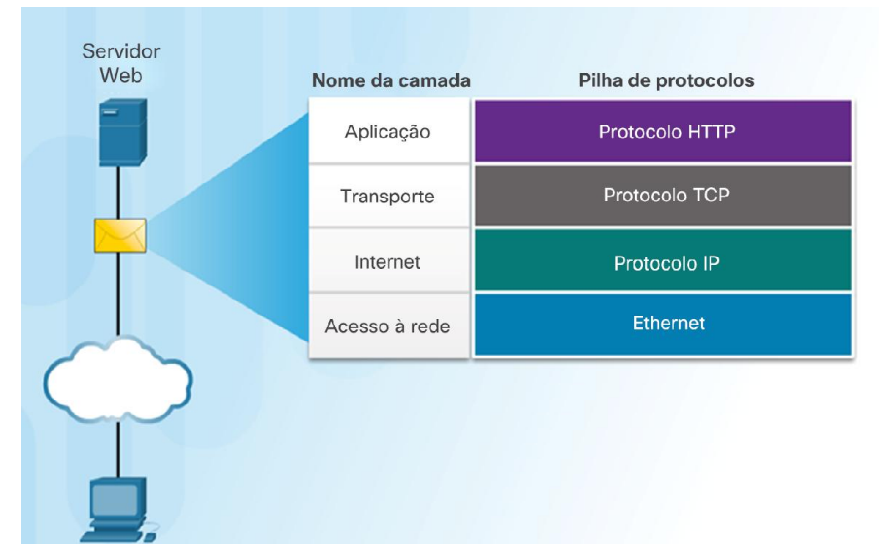 Servidor
Web
Nome da camada Pilha de protocolos
Aplicação Protocolo HTTP
Transporte Protocolo TCP
Internet Protocolo IP
Acesso à rede Ethernet